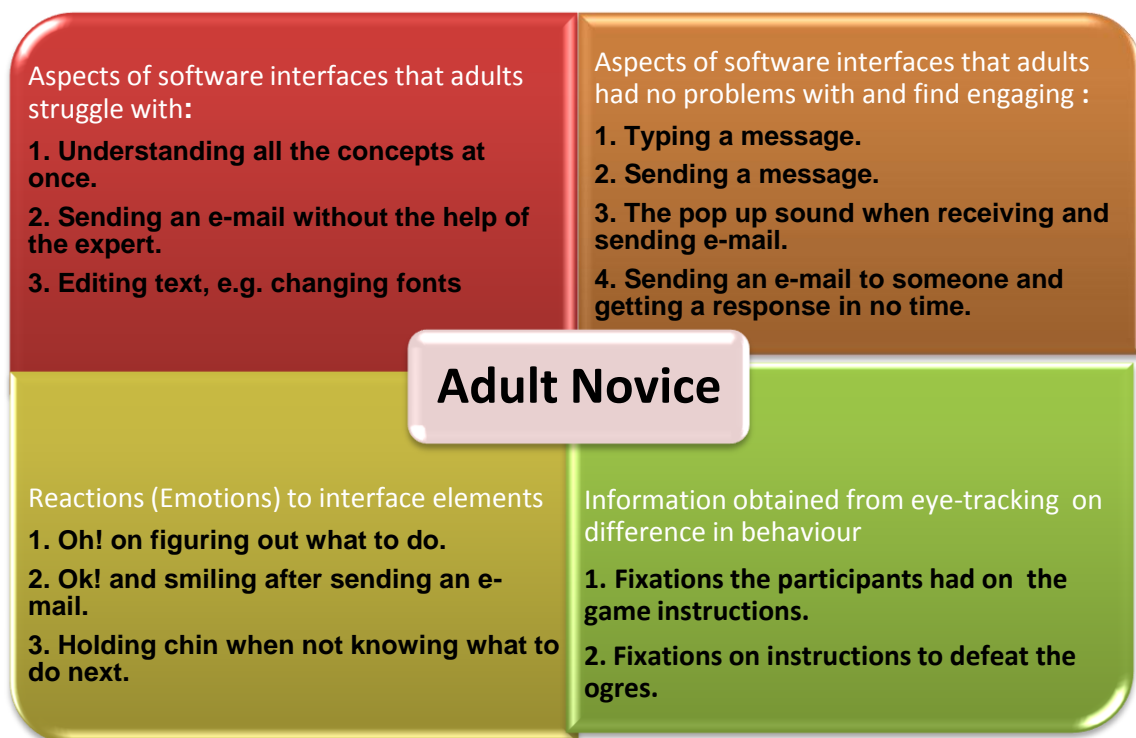 Aspects of software interfaces that adults
struggle with:
1. Understanding all the concepts at
once.
2. Sending an e-mail without the help of
the expert.
3. Editing text, e.g. changing fonts
Aspects of software interfaces that adults
had no problems with and find engaging :
1. Typing a message.
2. Sending a message.
3. The pop up sound when receiving and
sending e-mail.
4. Sending an e-mail to someone and
getting a response in no time.
Adult Novice
Reactions (Emotions) to interface elements
1. Oh! on figuring out what to do.
2. Ok! and smiling after sending an e-
mail.
3. Holding chin when not knowing what to
do next.
Information obtained from eye-tracking on
difference in behaviour
1. Fixations the participants had on the
game instructions.
2. Fixations on instructions to defeat the
ogres.